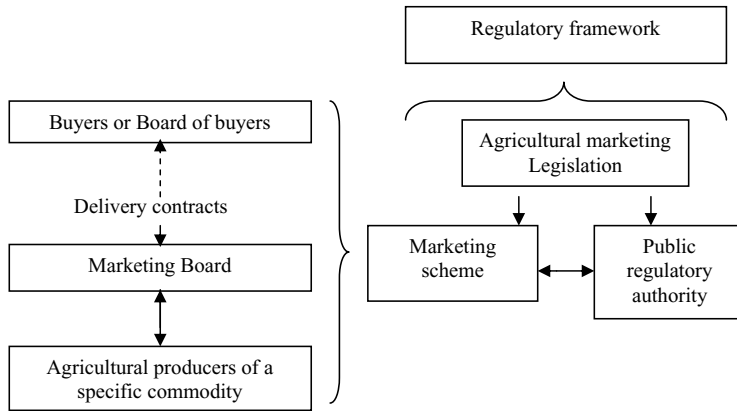 Regulatory framework
Buyers or Board of buyers
Delivery contracts
Marketing Board
Agricultural producers of a
specific commodity
Agricultural marketing
Legislation
Marketing
scheme
Public
regulatory
authority